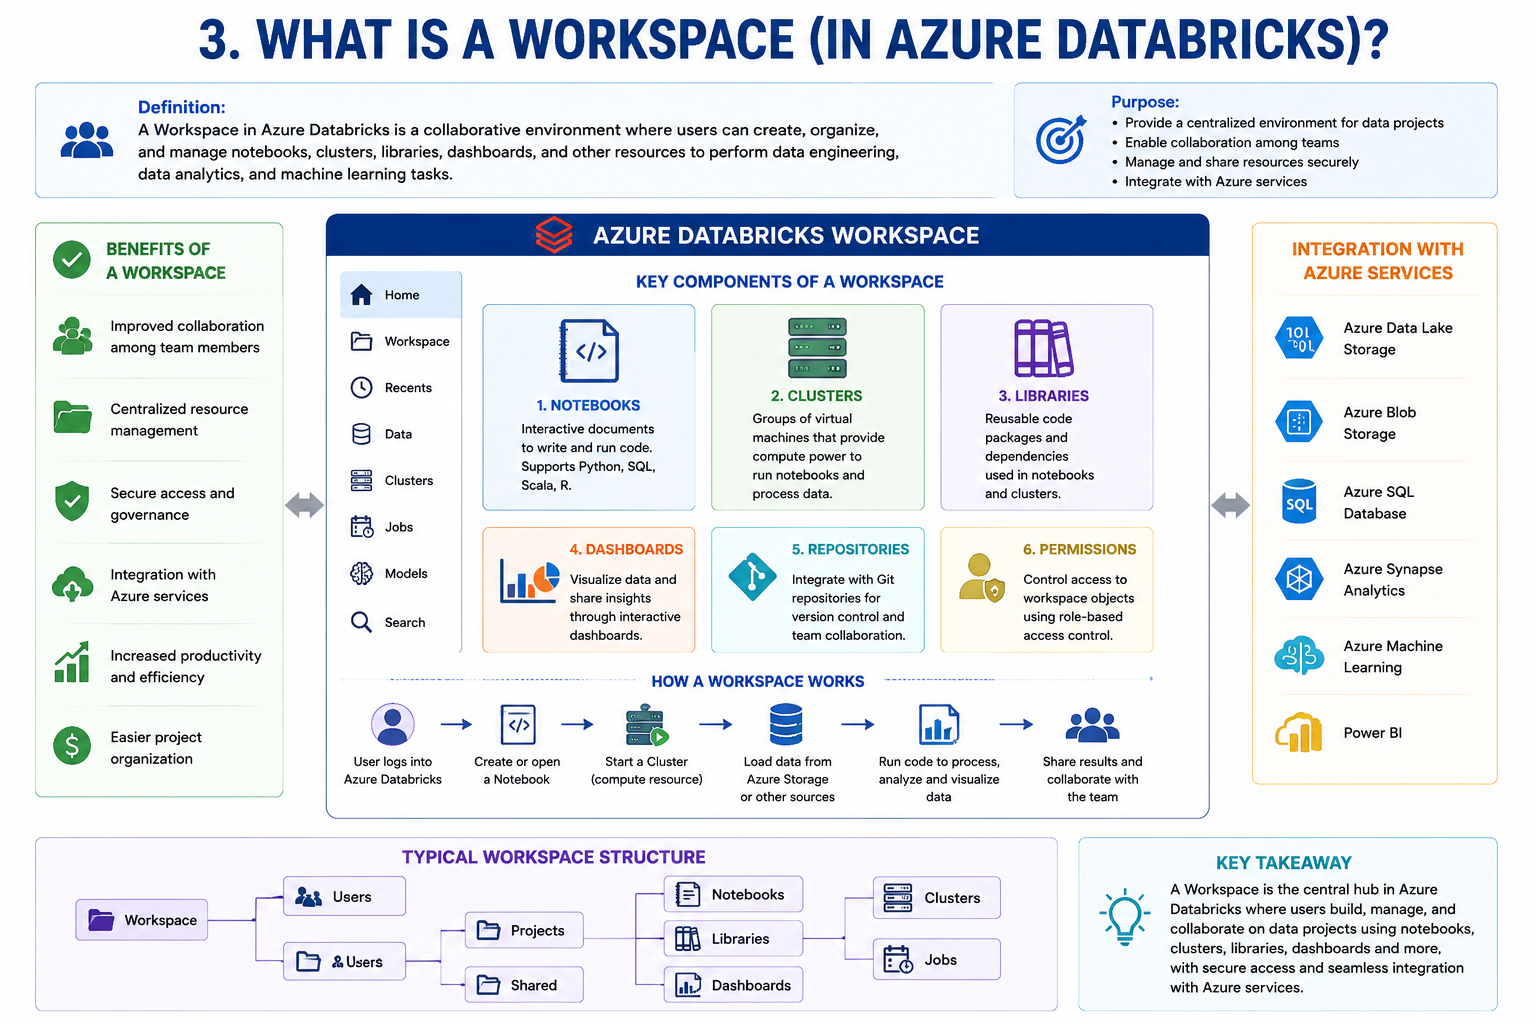 3. WHAT IS A WORKSPACE (IN AZURE DATABRICKS)?
Definition:
A Workspace in Azure Databricks is a collaborative environment where users can create, organize,
and manage notebooks, clusters, libraries, dashboards, and other resources to perform data engineering,
data analytics, and machine learning tasks.
Purpose:
• Provide a centralized environment for data projects
• Enable collaboration among teams
• Manage and share resources securely
• Integrate with Azure services
BENEFITS OF
A WORKSPACE
Improved collaboration
among team members
Centralized resource
management
Secure access and
governance
Integration with
Azure services
Increased productivity
and efficiency
$
Easier project
organization
AZURE DATABRICKS WORKSPACE
Home
Workspace
Recents
Data
Clusters
Jobs
Models
Search
KEY COMPONENTS OF A WORKSPACE
</>
1. NOTEBOOKS
Interactive documents
to write and run code.
Supports Python, SQL,
Scala, R.
2. CLUSTERS
Groups of virtual
machines that provide
compute power to
run notebooks and
process data.
3. LIBRARIES
Reusable code
packages and
dependencies
used in notebooks
and clusters.
4. DASHBOARDS
Visualize data and
share insights
through interactive
dashboards.
5. REPOSITORIES
Integrate with Git
repositories for
version control and
team collaboration.
6. PERMISSIONS
Control access to
workspace objects
using role-based
access control.
HOW A WORKSPACE WORKS
User logs into
Azure Databricks
</>
Create or open
a Notebook
Start a Cluster
(compute resource)
Load data from
Azure Storage
or other sources
Run code to process,
analyze and visualize
data
Share results and
collaborate with
the team
INTEGRATION WITH
AZURE SERVICES
Azure Data Lake
Storage
Azure Blob
Storage
SQL
Azure SQL
Database
Azure Synapse
Analytics
Azure Machine
Learning
Power BI
TYPICAL WORKSPACE STRUCTURE
Workspace
Users
Users
Projects
Shared
Notebooks
Libraries
Dashboards
Clusters
Jobs
KEY TAKEAWAY
A Workspace is the central hub in Azure
Databricks where users build, manage, and
collaborate on data projects using notebooks,
clusters, libraries, dashboards and more,
with secure access and seamless integration
with Azure services.